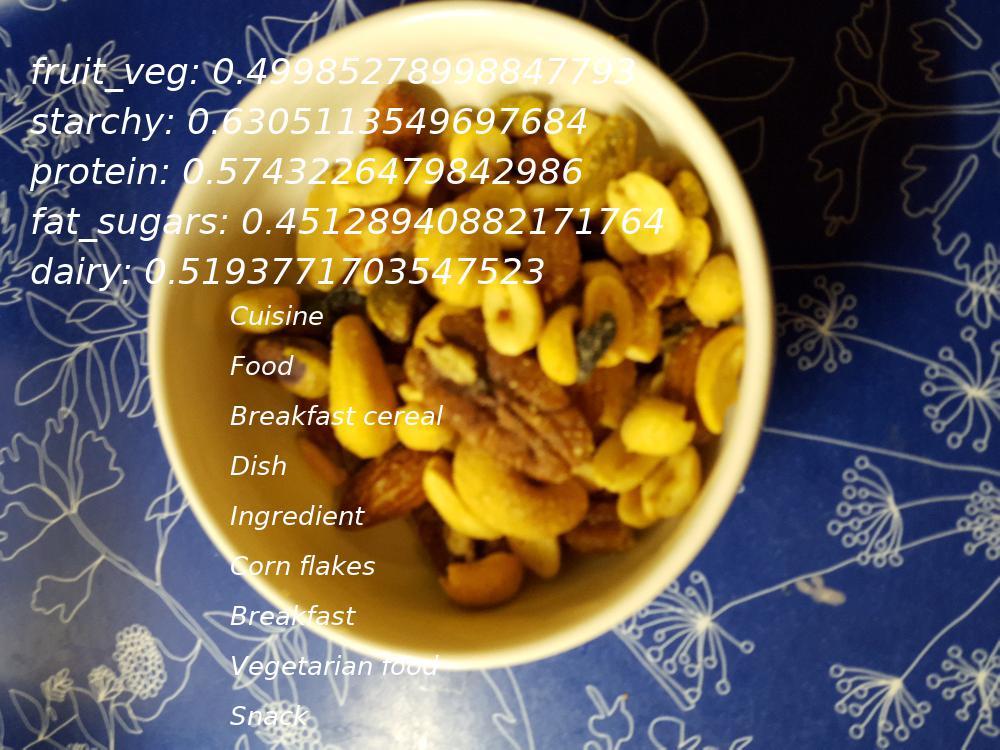 fruit_veg: 0.49985278998847793
starchy: 0.6305113549697684
protein: 0.5743226479842986
fat_sugars: 0.45128940882171764
dairy: 0.5193771703547523
Cuisine
Food
Breakfast cereal
Dish
Ingredient
Corn flakes
Breakfast
Vegetarian food
Snack